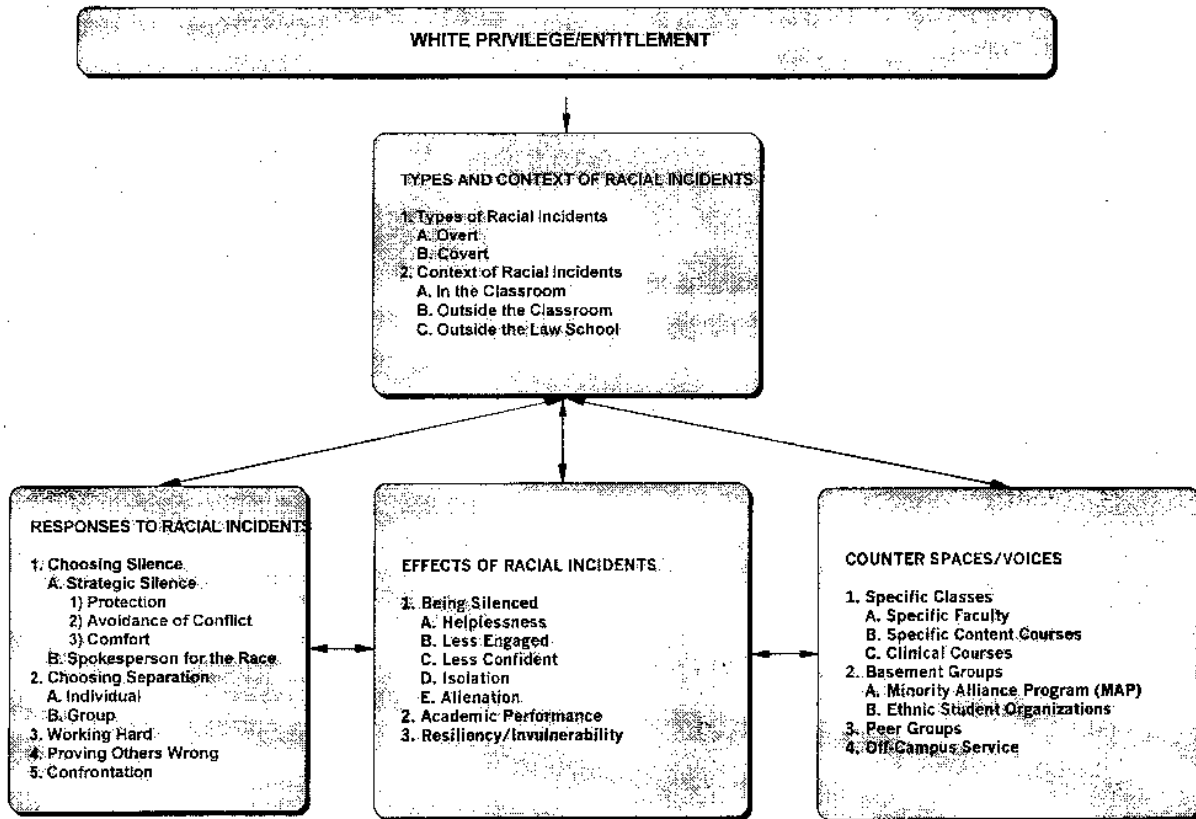 WHITE PRIVILEGE/ENTITLEMENT
TYPES AND CONTEXT OF RACIAL INCIDENTS
1. Types of Racial Incidents
A. Overt
B. Covert
2. Context of Racial Incidents
A. In the Classroom
B. Outside the Classroom
C. Outside the Law School
RESPONSES TO RACIAL INCIDENTS
1. Choosing Silence
A. Strategic Silence
1) Protection
2) Avoidance of Conflict
3) Comfort
B. Spokesperson for the Race
2. Choosing Separation
A. Individual
B. Group
3. Working Hard
4. Proving Others Wrong
5. Confrontation
EFFECTS OF RACIAL INCIDENTS
1. Being Silenced
A. Helplessness
B. Less Engaged
C. Less Confident
D. Isolation
E. Alienation
2. Academic Performance
3. Resiliency/Invulnerability
COUNTER SPACES/VOICES
1. Specific Classes
A. Specific Faculty
B. Specific Content Courses
C. Clinical Courses
2. Basement Groups
A. Minority Alliance Program (MAP)
B. Ethnic Student Organizations
3. Peer Groups
4. Off-Campus Service